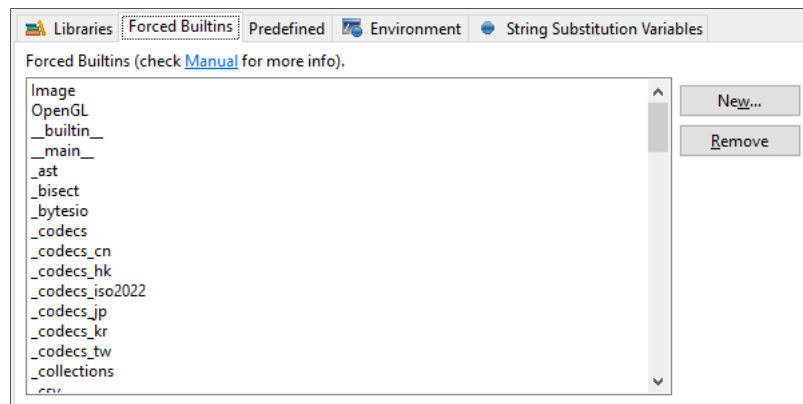 Libraries Forced Builtins Predefined Environment String Substitution Variables
Forced Builtins (check Manual for more info).
Image
OpenGL
__builtin__
__main__
_ast
_bisect
_bytesio
_codecs
_codecs_cn
_codecs_hk
_codecs_iso2022
_codecs_jp
_codecs_kr
_codecs_tw
_collections
_csv
New...
Remove